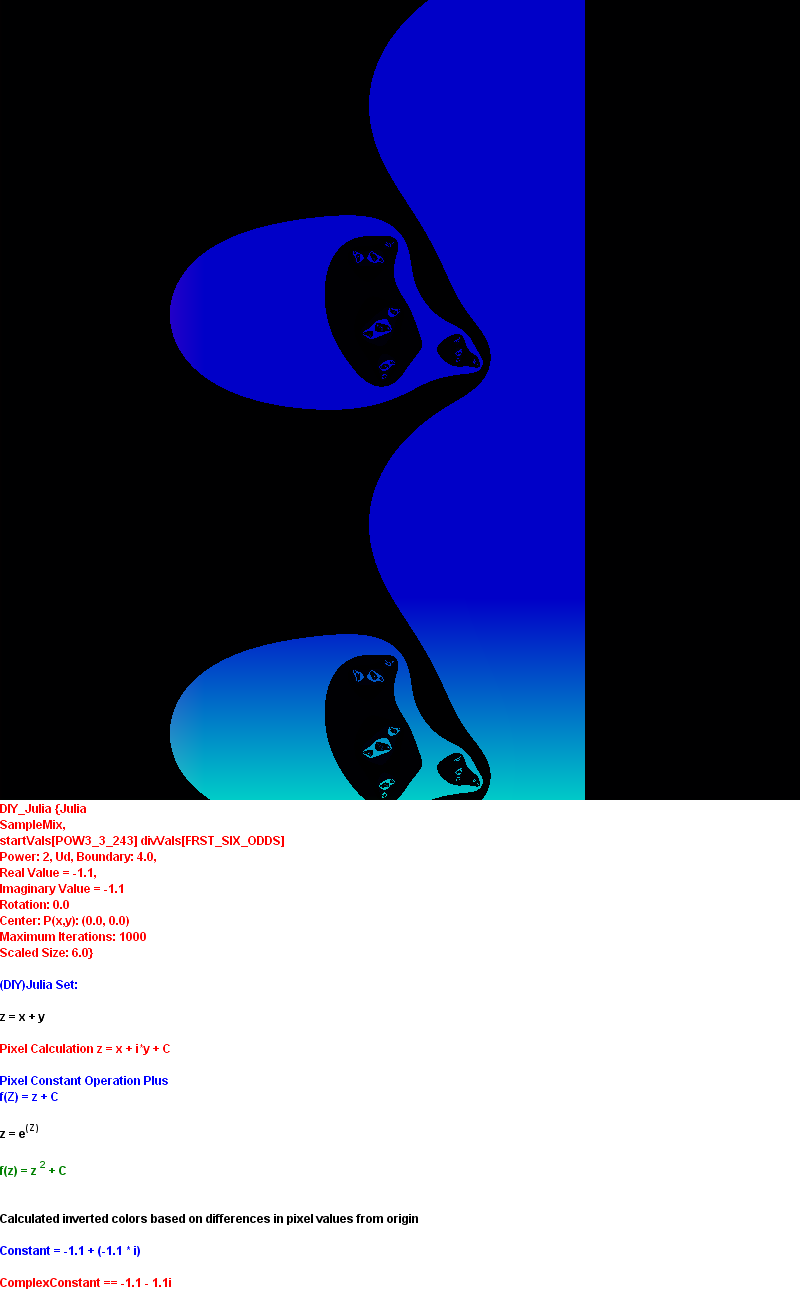 DIY_Julia {Julia
SampleMix,
startVals[POW3_3_243] divVals[FRST_SIX_ODDS]
Power: 2, Ud, Boundary: 4.0,
Real Value = -1.1,
Imaginary Value = -1.1
Rotation: 0.0
Center: P(x,y): (0.0, 0.0)
Maximum Iterations: 1000
Scaled Size: 6.0}
(DIY)Julia Set:
z = x + y
Pixel Calculation z = x + i*y + C
Pixel Constant Operation Plus
f(Z) = z + C
z = e^(Z)
f(z) = z ^2 + C
Calculated inverted colors based on differences in pixel values from origin
Constant = -1.1 + (-1.1 * i)
ComplexConstant == -1.1 - 1.1i